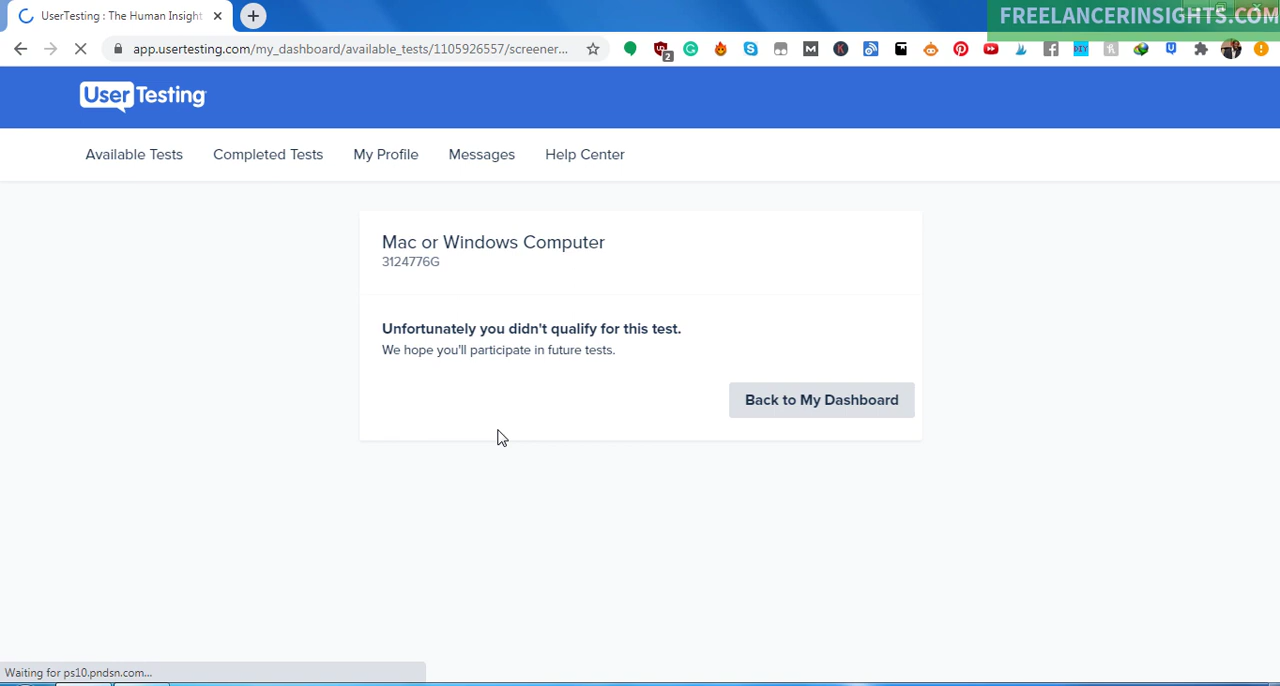 UserTesting : The Human Insight
FREELANCERINSIGHTS.COM
app.usertesting.com/my_dashboard/available_tests/1105926557/screener...
2
M
K
DIY
UserTesting
Available Tests
Completed Tests
My Profile
Messages
Help Center
Mac or Windows Computer
3124776G
Unfortunately you didn't qualify for this test.
We hope you'll participate in future tests.
Back to My Dashboard
Waiting for ps10.pndsn.com...